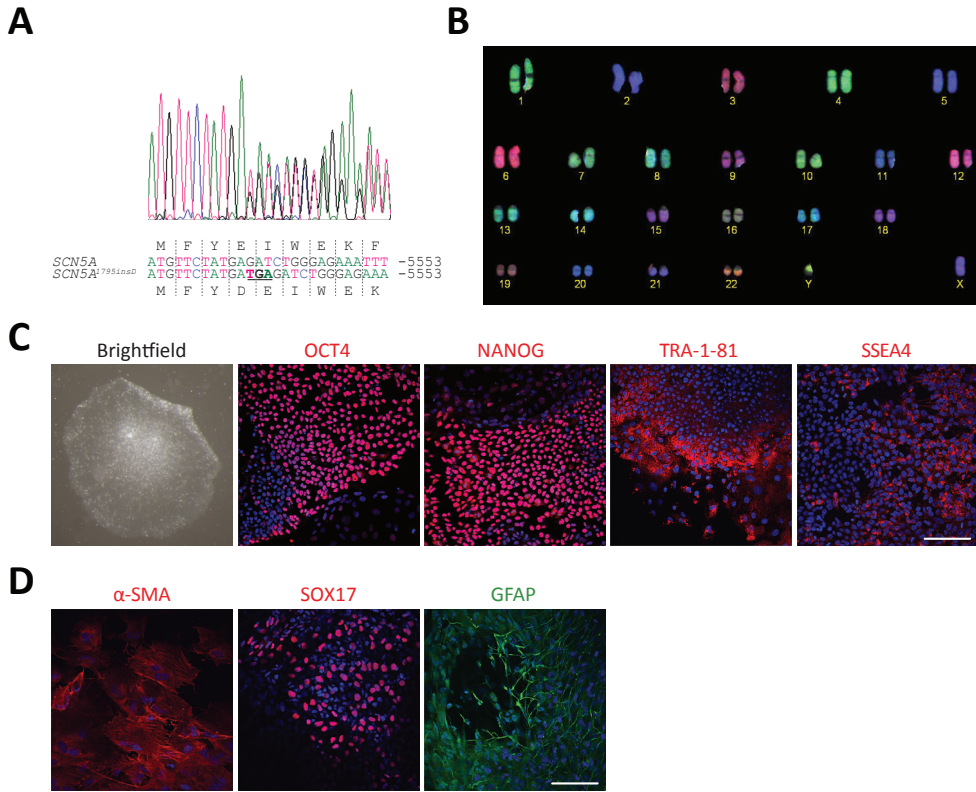 A
M F Y E I W E K F
SCN5A ATGTTCTATGAGATCTGGGAGAAATTT -5553
SCN5A1795insD ATGTTCTATGATGAGATCTGGGAGAAA -5553
M F Y D E I W E K
B
1 2 3 4 5
6 7 8 9 10 11 12
13 14 15 16 17 18
19 20 21 22 Y X
C
Brightfield OCT4 NANOG TRA-1-81 SSEA4
D
α-SMA SOX17 GFAP